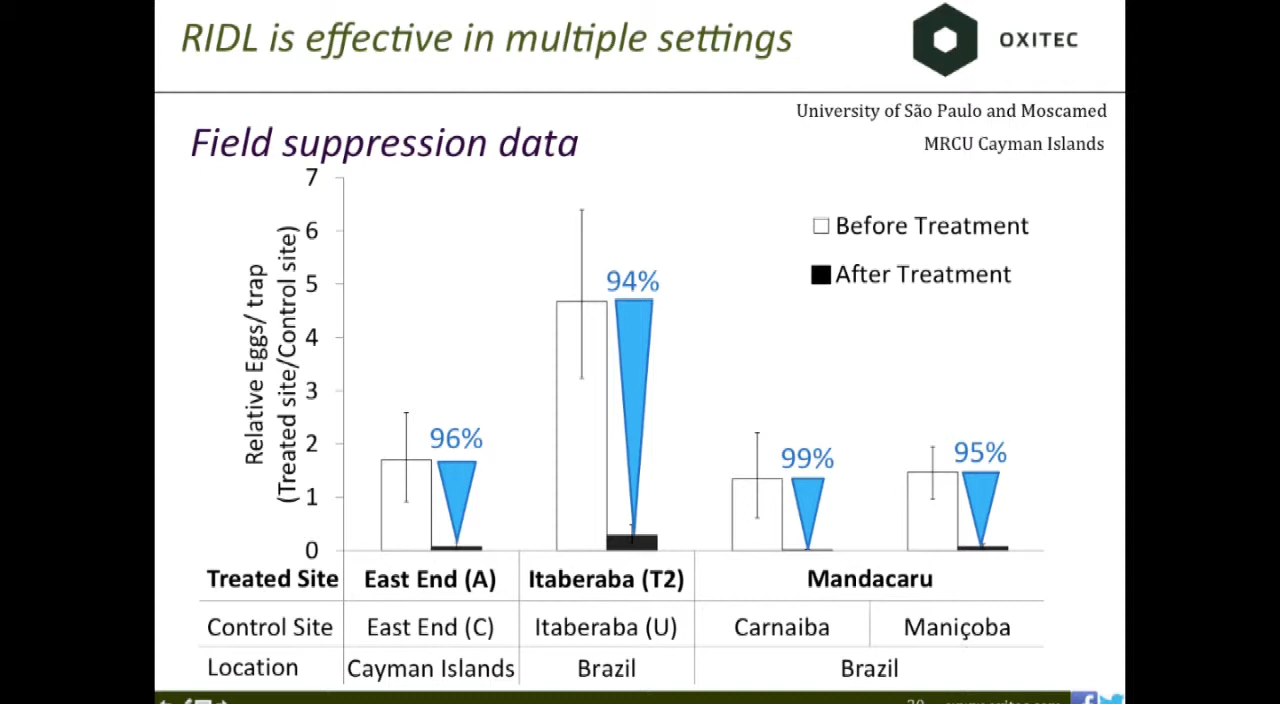 RIDL is effective in multiple settings
OXITEC
University of São Paulo and Moscamed
MRCU Cayman Islands
Field suppression data
Relative Eggs/ trap
(Treated site/Control site)
7
6
5
4
3
2
1
0
Before Treatment
After Treatment
96%
94%
99%
95%
Treated Site East End (A) Itaberaba (T2) Mandacaru
Control Site East End (C) Itaberaba (U) Carnaiba Maniçoba
Location Cayman Islands Brazil Brazil